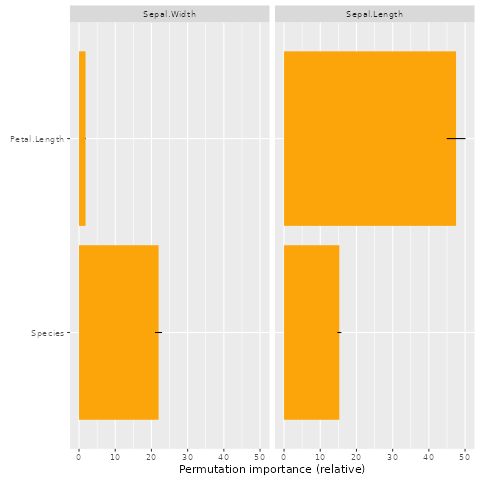 Sepal.Width Sepal.Length
Petal.Length
Species
0 10 20 30 40 50 0 10 20 30 40 50
Permutation importance (relative)